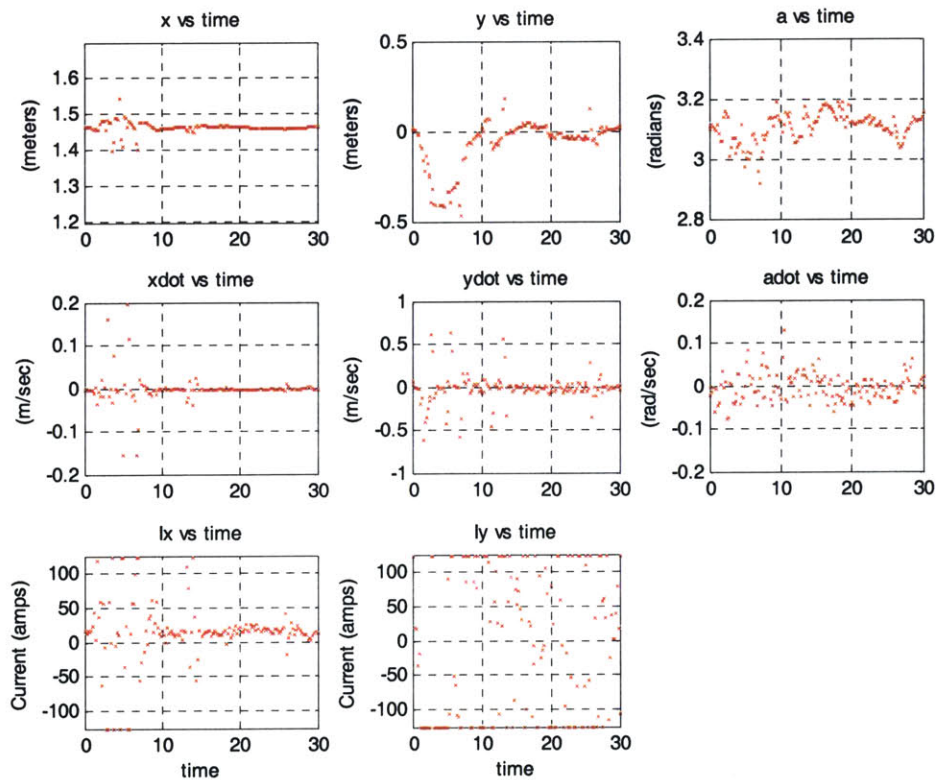 x vs time
y vs time
a vs time
(meters)
1.6
1.5
1.4
1.3
1.2
0 10 20 30
(meters)
0.5
0
-0.5
0 10 20 30
(radians)
3.4
3.2
3
2.8
0 10 20 30
xdot vs time
ydot vs time
adot vs time
(m/sec)
0.2
0.1
0
-0.1
-0.2
0 10 20 30
(m/sec)
1
0.5
0
-0.5
-1
0 10 20 30
(rad/sec)
0.2
0.1
0
-0.1
-0.2
0 10 20 30
Ix vs time
Iy vs time
Current (amps)
100
50
0
-50
-100
0 10 20 30
time
Current (amps)
100
50
0
-50
-100
0 10 20 30
time